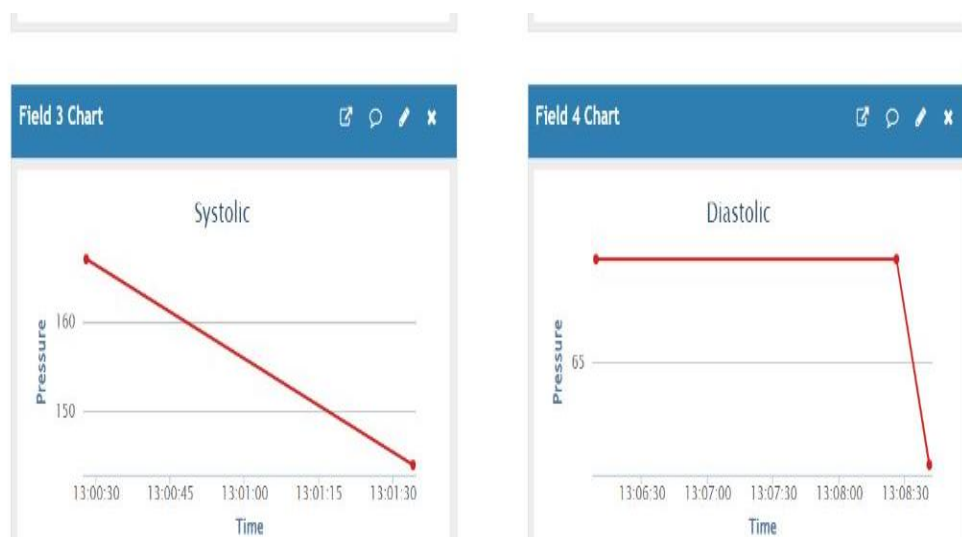 Field 3 Chart
Systolic
Pressure
160
150
13:00:30 13:00:45 13:01:00 13:01:15 13:01:30
Time
Field 4 Chart
Diastolic
Pressure
65
13:06:30 13:07:00 13:07:30 13:08:00 13:08:30
Time